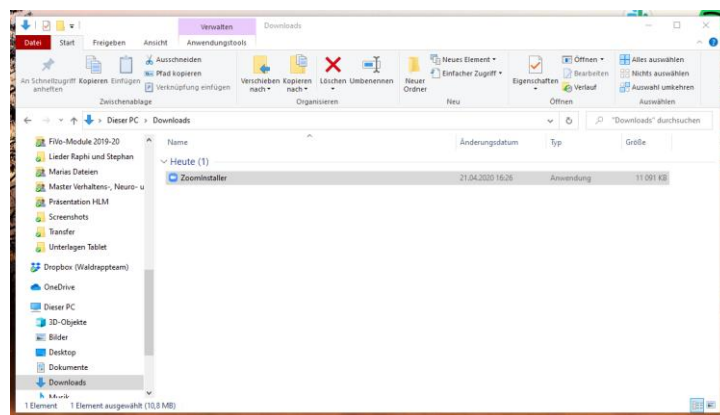 Verwalten
Downloads
Datei
Start
Freigeben
Ansicht
Anwendungstools
An Schnellzugriff anheften
Kopieren
Einfügen
Ausschneiden
Pfad kopieren
Verknüpfung einfügen
Zwischenablage
Verschieben nach
Kopieren nach
Löschen
Umbenennen
Organisieren
Neuer Ordner
Neues Element
Einfacher Zugriff
Neu
Eigenschaften
Öffnen
Bearbeiten
Verlauf
Öffnen
Alles auswählen
Nichts auswählen
Auswahl umkehren
Auswählen
Dieser PC > Downloads
"Downloads" durchsuchen
FiVo-Module 2019-20
Lieder Raphi und Stephan
Marias Dateien
Master Verhaltens-, Neuro- u
Präsentation HLM
Screenshots
Transfer
Unterlagen Tablet
Dropbox (Waldrappteam)
OneDrive
Dieser PC
3D-Objekte
Bilder
Desktop
Dokumente
Downloads
Musik
Name
Änderungsdatum
Typ
Größe
Heute (1)
ZoomInstaller
21.04.2020 16:26
Anwendung
11 091 KB
1 Element
1 Element ausgewählt (10,8 MB)